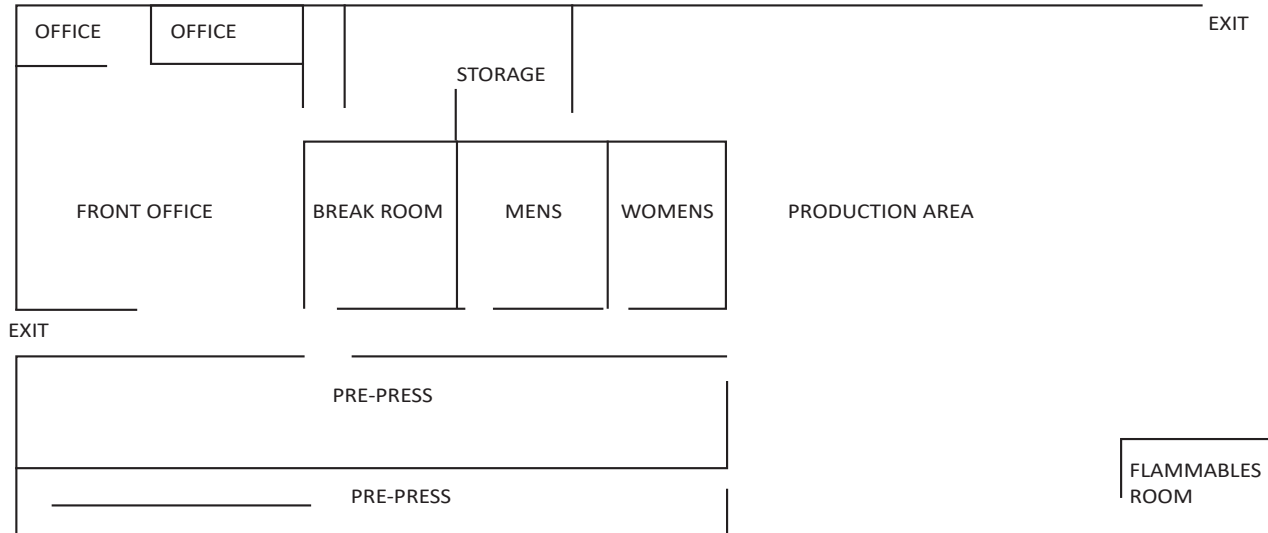 OFFICE
OFFICE
EXIT
STORAGE
FRONT OFFICE
BREAK ROOM
MENS
WOMENS
PRODUCTION AREA
EXIT
PRE-PRESS
FLAMMABLES
ROOM
PRE-PRESS